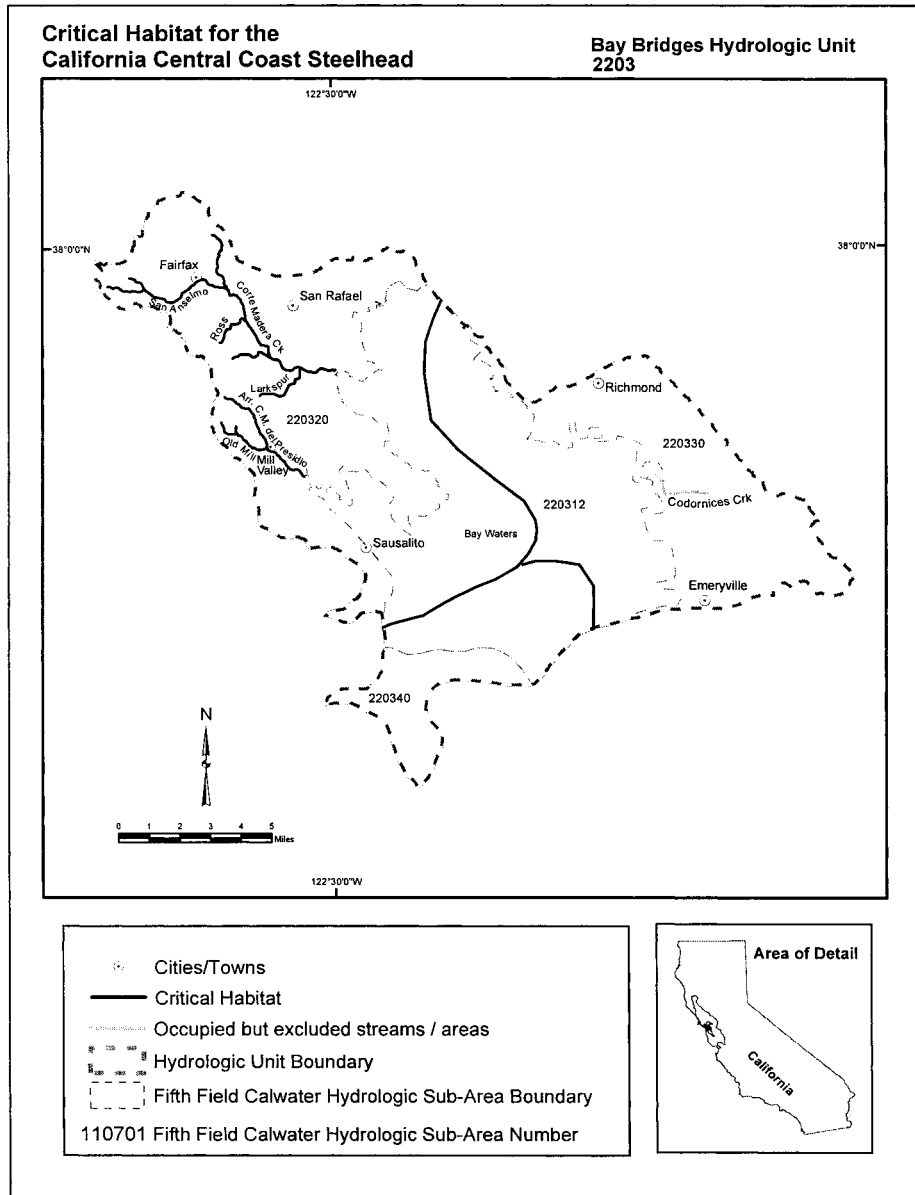 Critical Habitat for the
California Central Coast Steelhead
Bay Bridges Hydrologic Unit
2203
122°30'0"W
38°0'0"N
38°0'0"N
Fairfax
San Anselmo
Corte Madera Ck
San Rafael
Ross
Larkspur
Arr. C.M. del Presidio
220320
Old Mill
Mill
Valley
Richmond
220330
220312
Codornices Crk
Bay Waters
Sausalito
Emeryville
220340
N
0 1 2 3 4 5
Miles
122°30'0"W
Cities/Towns
Critical Habitat
Occupied but excluded streams / areas
Hydrologic Unit Boundary
Fifth Field Calwater Hydrologic Sub-Area Boundary
110701 Fifth Field Calwater Hydrologic Sub-Area Number
Area of Detail
California